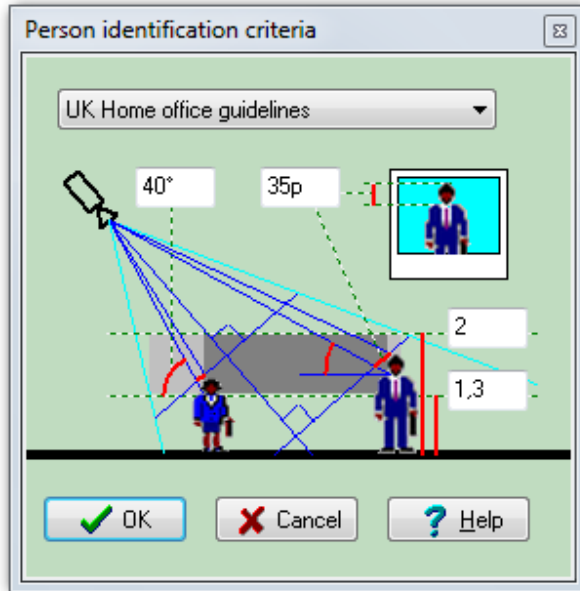 Person identification criteria
UK Home office guidelines
40° 35p
2
1,3
OK Cancel Help